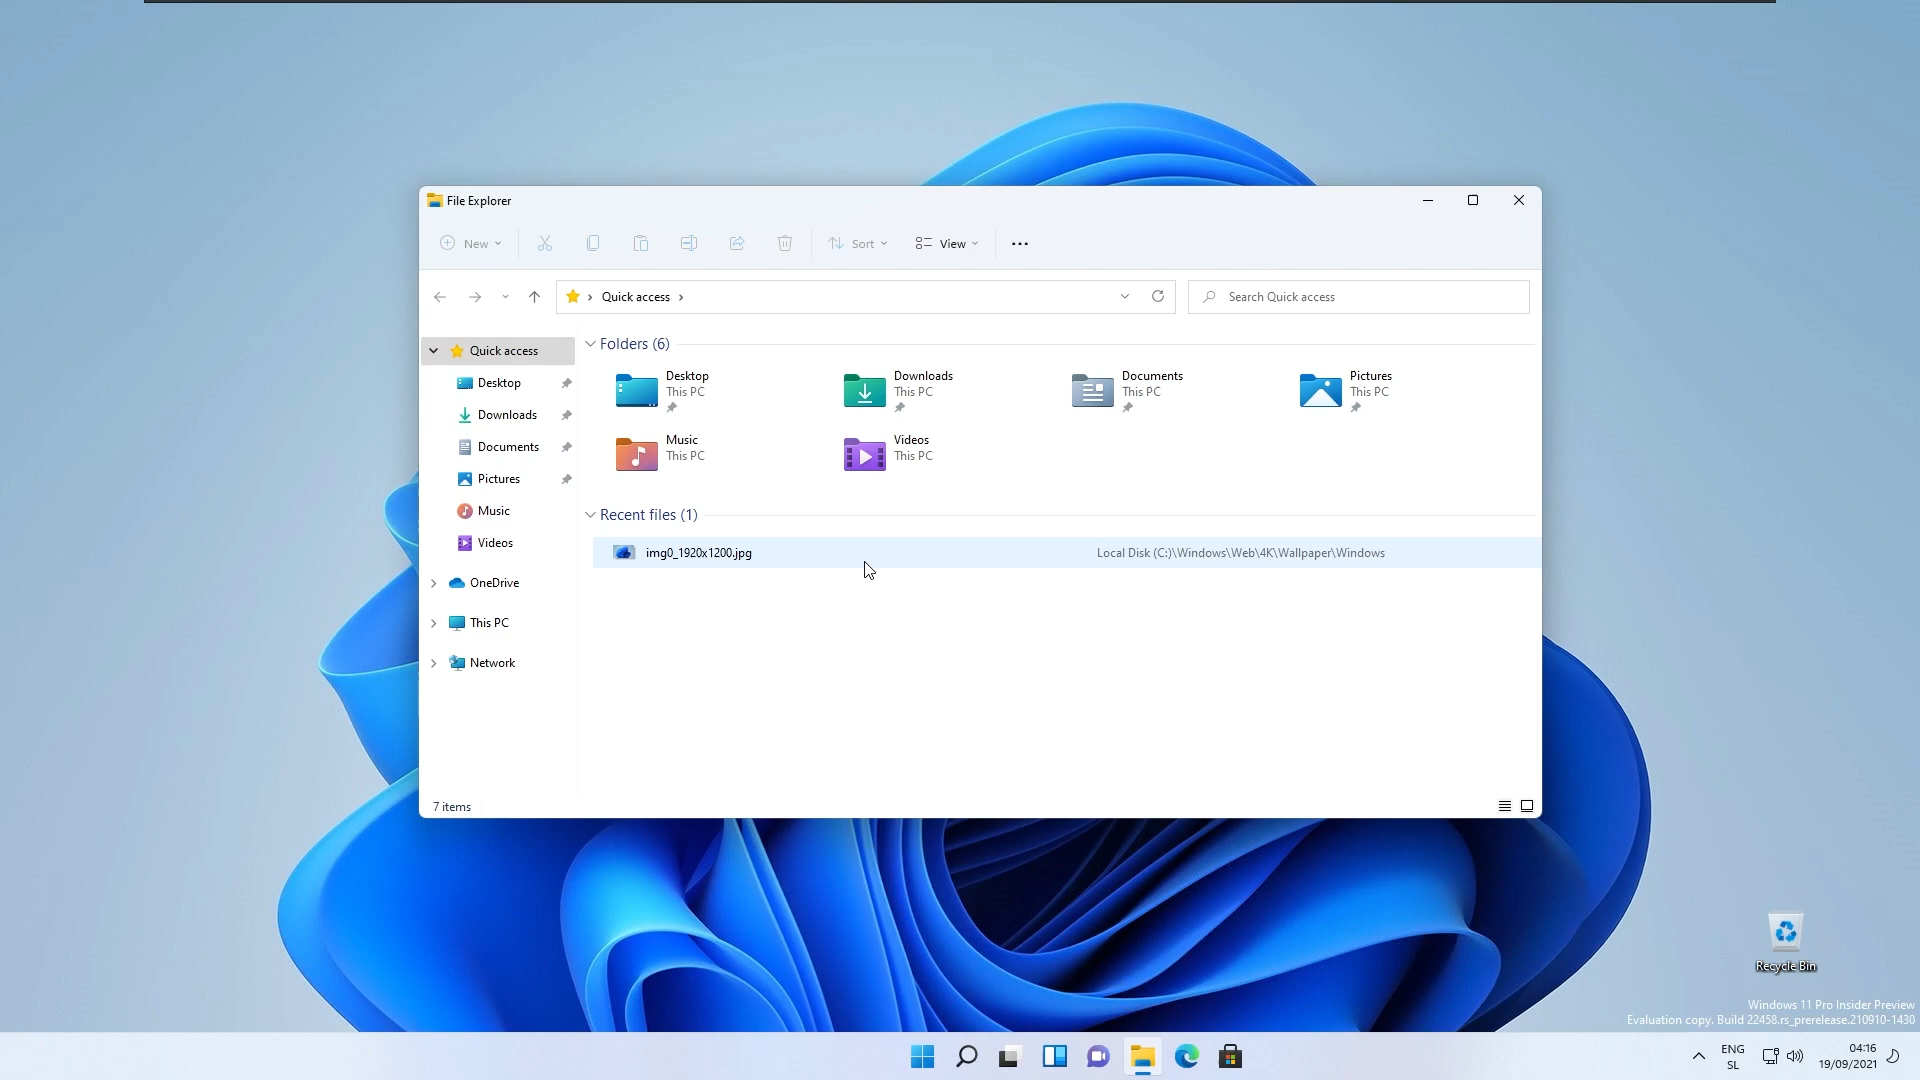 File Explorer
New
Sort
View
Quick access
Search Quick access
Quick access
Desktop
Downloads
Documents
Pictures
Music
Videos
OneDrive
This PC
Network
Folders (6)
Desktop
This PC
Downloads
This PC
Documents
This PC
Pictures
This PC
Music
This PC
Videos
This PC
Recent files (1)
img0_1920x1200.jpg
Local Disk (C:)\Windows\Web\4K\Wallpaper\Windows
7 items
Recycle Bin
Windows 11 Pro Insider Preview
Evaluation copy. Build 22458.rs_prerelease.210910-1430
ENG
SL
04:16
19/09/2021